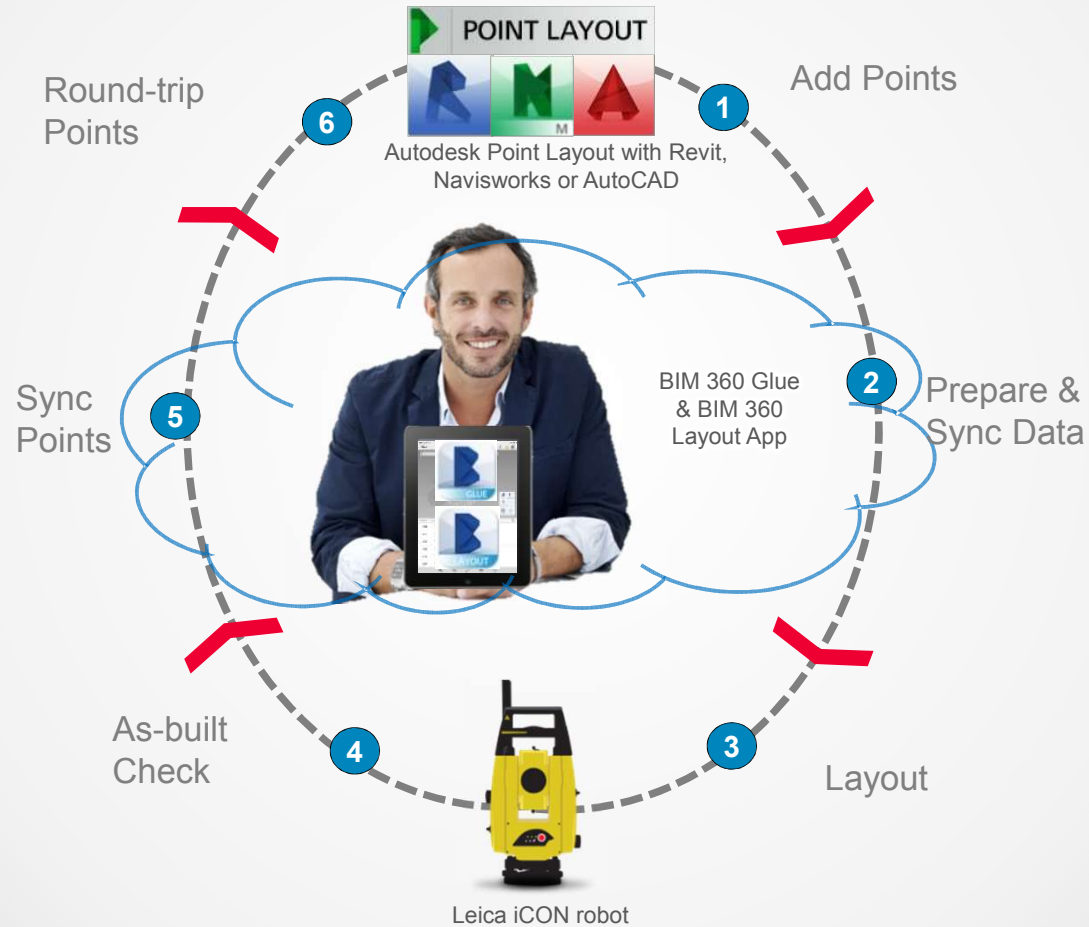 POINT LAYOUT
M
Autodesk Point Layout with Revit,
Navisworks or AutoCAD
1
Add Points
2
Prepare &
Sync Data
BIM 360 Glue
& BIM 360
Layout App
GLUE
LAYOUT
3
Layout
Leica iCON robot
4
As-built
Check
5
Sync
Points
6
Round-trip
Points